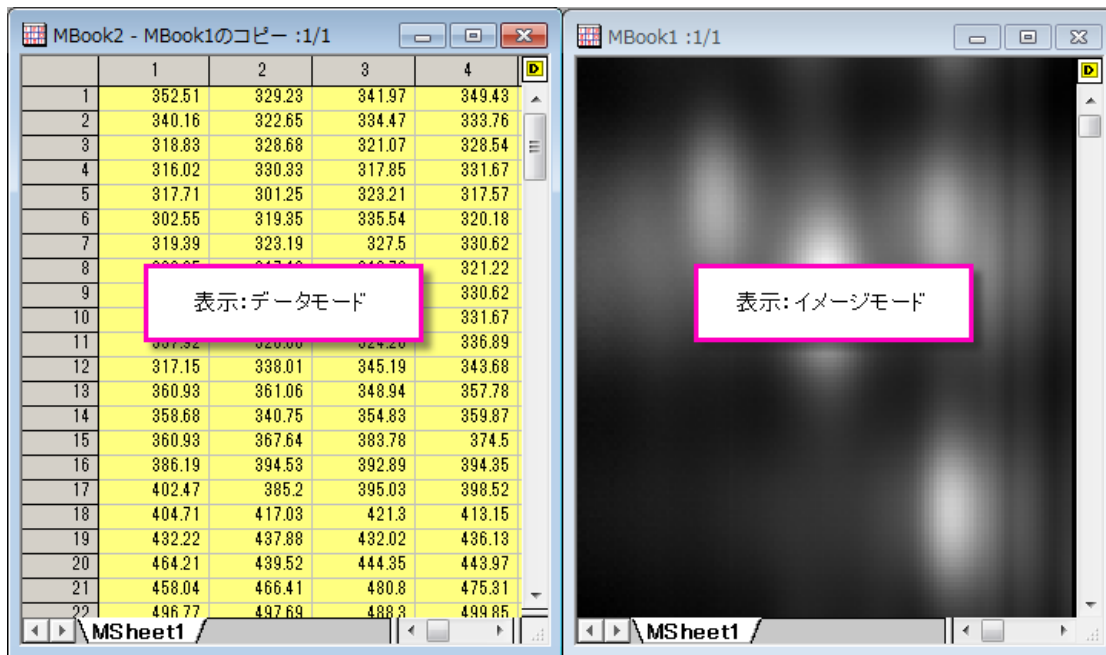 MBook2 - MBook1のコピー :1/1
1 2 3 4
1 352.51 329.23 341.97 349.43
2 340.16 322.65 334.47 333.76
3 318.83 328.68 321.07 328.54
4 316.02 330.33 317.85 331.67
5 317.71 301.25 323.21 317.57
6 302.55 319.35 335.54 320.18
7 319.39 323.19 327.5 330.62
8 321.22
9 330.62
10 331.67
11 336.89
表示:データモード
12 317.15 338.01 345.19 343.68
13 360.93 361.06 348.94 357.78
14 358.68 340.75 354.83 359.87
15 360.93 367.64 383.78 374.5
16 386.19 394.53 392.89 394.35
17 402.47 385.2 395.03 398.52
18 404.71 417.03 421.3 413.15
19 432.22 437.88 432.02 436.13
20 464.21 439.52 444.35 443.97
21 458.04 466.41 480.8 475.31
22 496.77 497.69 488.3 499.85
MSheet1
MBook1 :1/1
D
表示:イメージモード
MSheet1